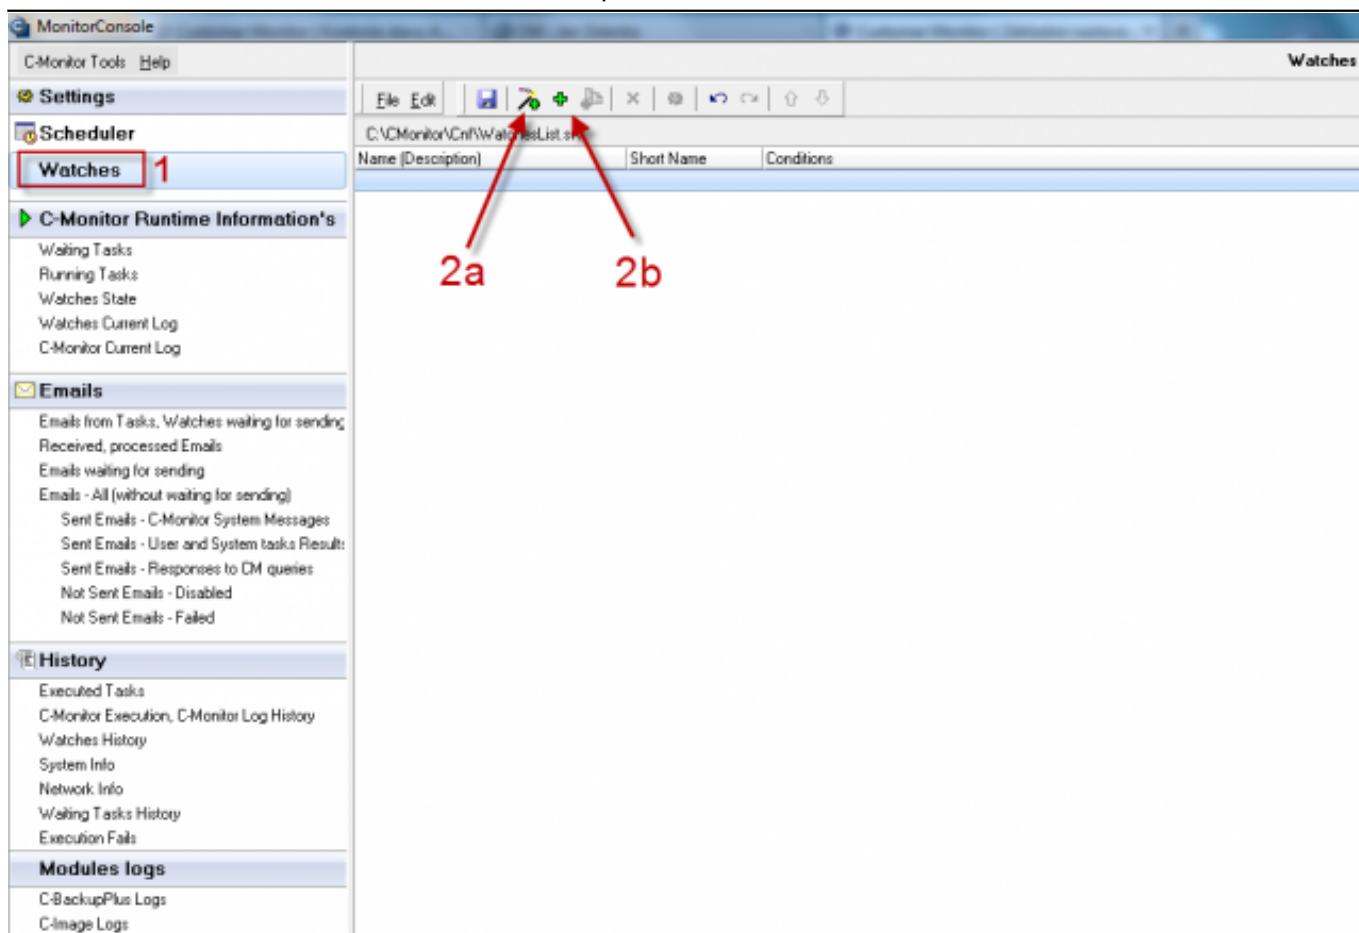 MonitorConsole
C-Monitor Tools Help
Watches
Settings
File Edit
Scheduler
C:\CMonitor\Cnf\WatchesList.s
Name (Description) Short Name Conditions
Watches 1
C-Monitor Runtime Information's
Waiting Tasks
Running Tasks
Watches State
Watches Current Log
C-Monitor Current Log
2a 2b
Emails
Emails from Tasks, Watches waiting for sending
Received, processed Emails
Emails waiting for sending
Emails - All (without waiting for sending)
Sent Emails - C-Monitor System Messages
Sent Emails - User and System tasks Results
Sent Emails - Responses to CM queries
Not Sent Emails - Disabled
Not Sent Emails - Failed
History
Executed Tasks
C-Monitor Execution, C-Monitor Log History
Watches History
System Info
Network Info
Waiting Tasks History
Execution Fails
Modules logs
C-BackupPlus Logs
C-Image Logs